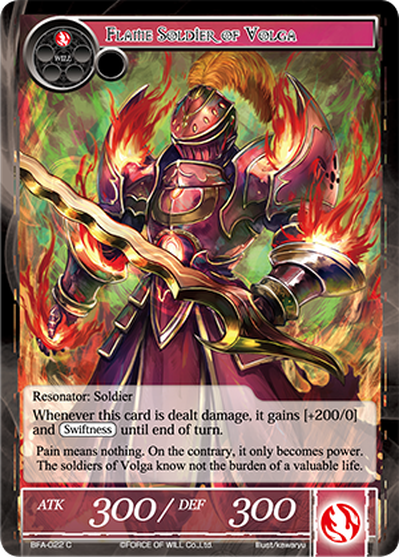 Flame Soldier of Volga
WILL
Resonator: Soldier
Whenever this card is dealt damage, it gains [+200/0]
and Swiftness until end of turn.
Pain means nothing. On the contrary, it only becomes power.
The soldiers of Volga know not the burden of a valuable life.
ATK 300 / DEF 300
BFA-022 C ©FORCE OF WILL Co.,Ltd. Illust/kawaryu